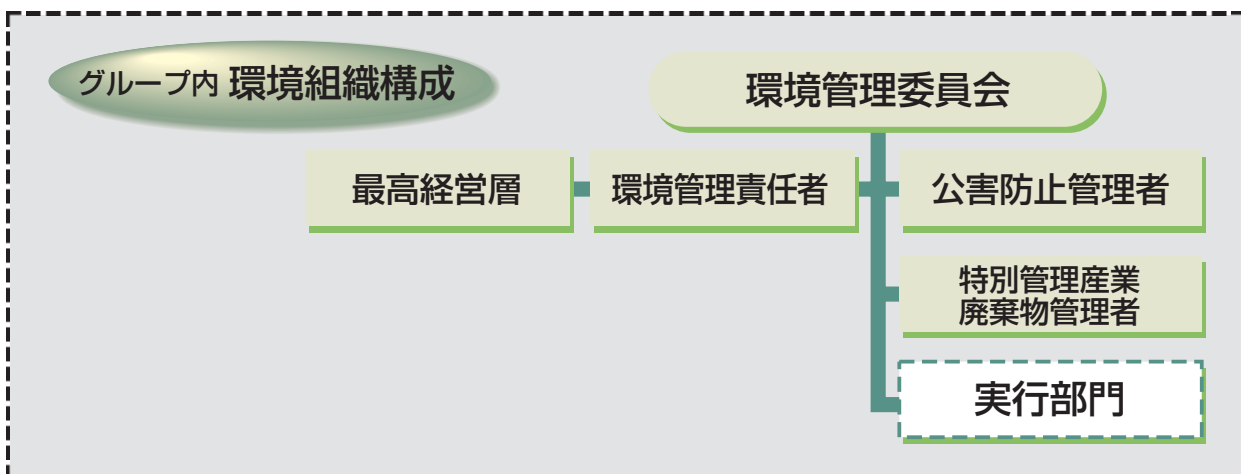 グループ内 環境組織構成
環境管理委員会
最高経営層
環境管理責任者
公害防止管理者
特別管理産業
廃棄物管理者
実行部門